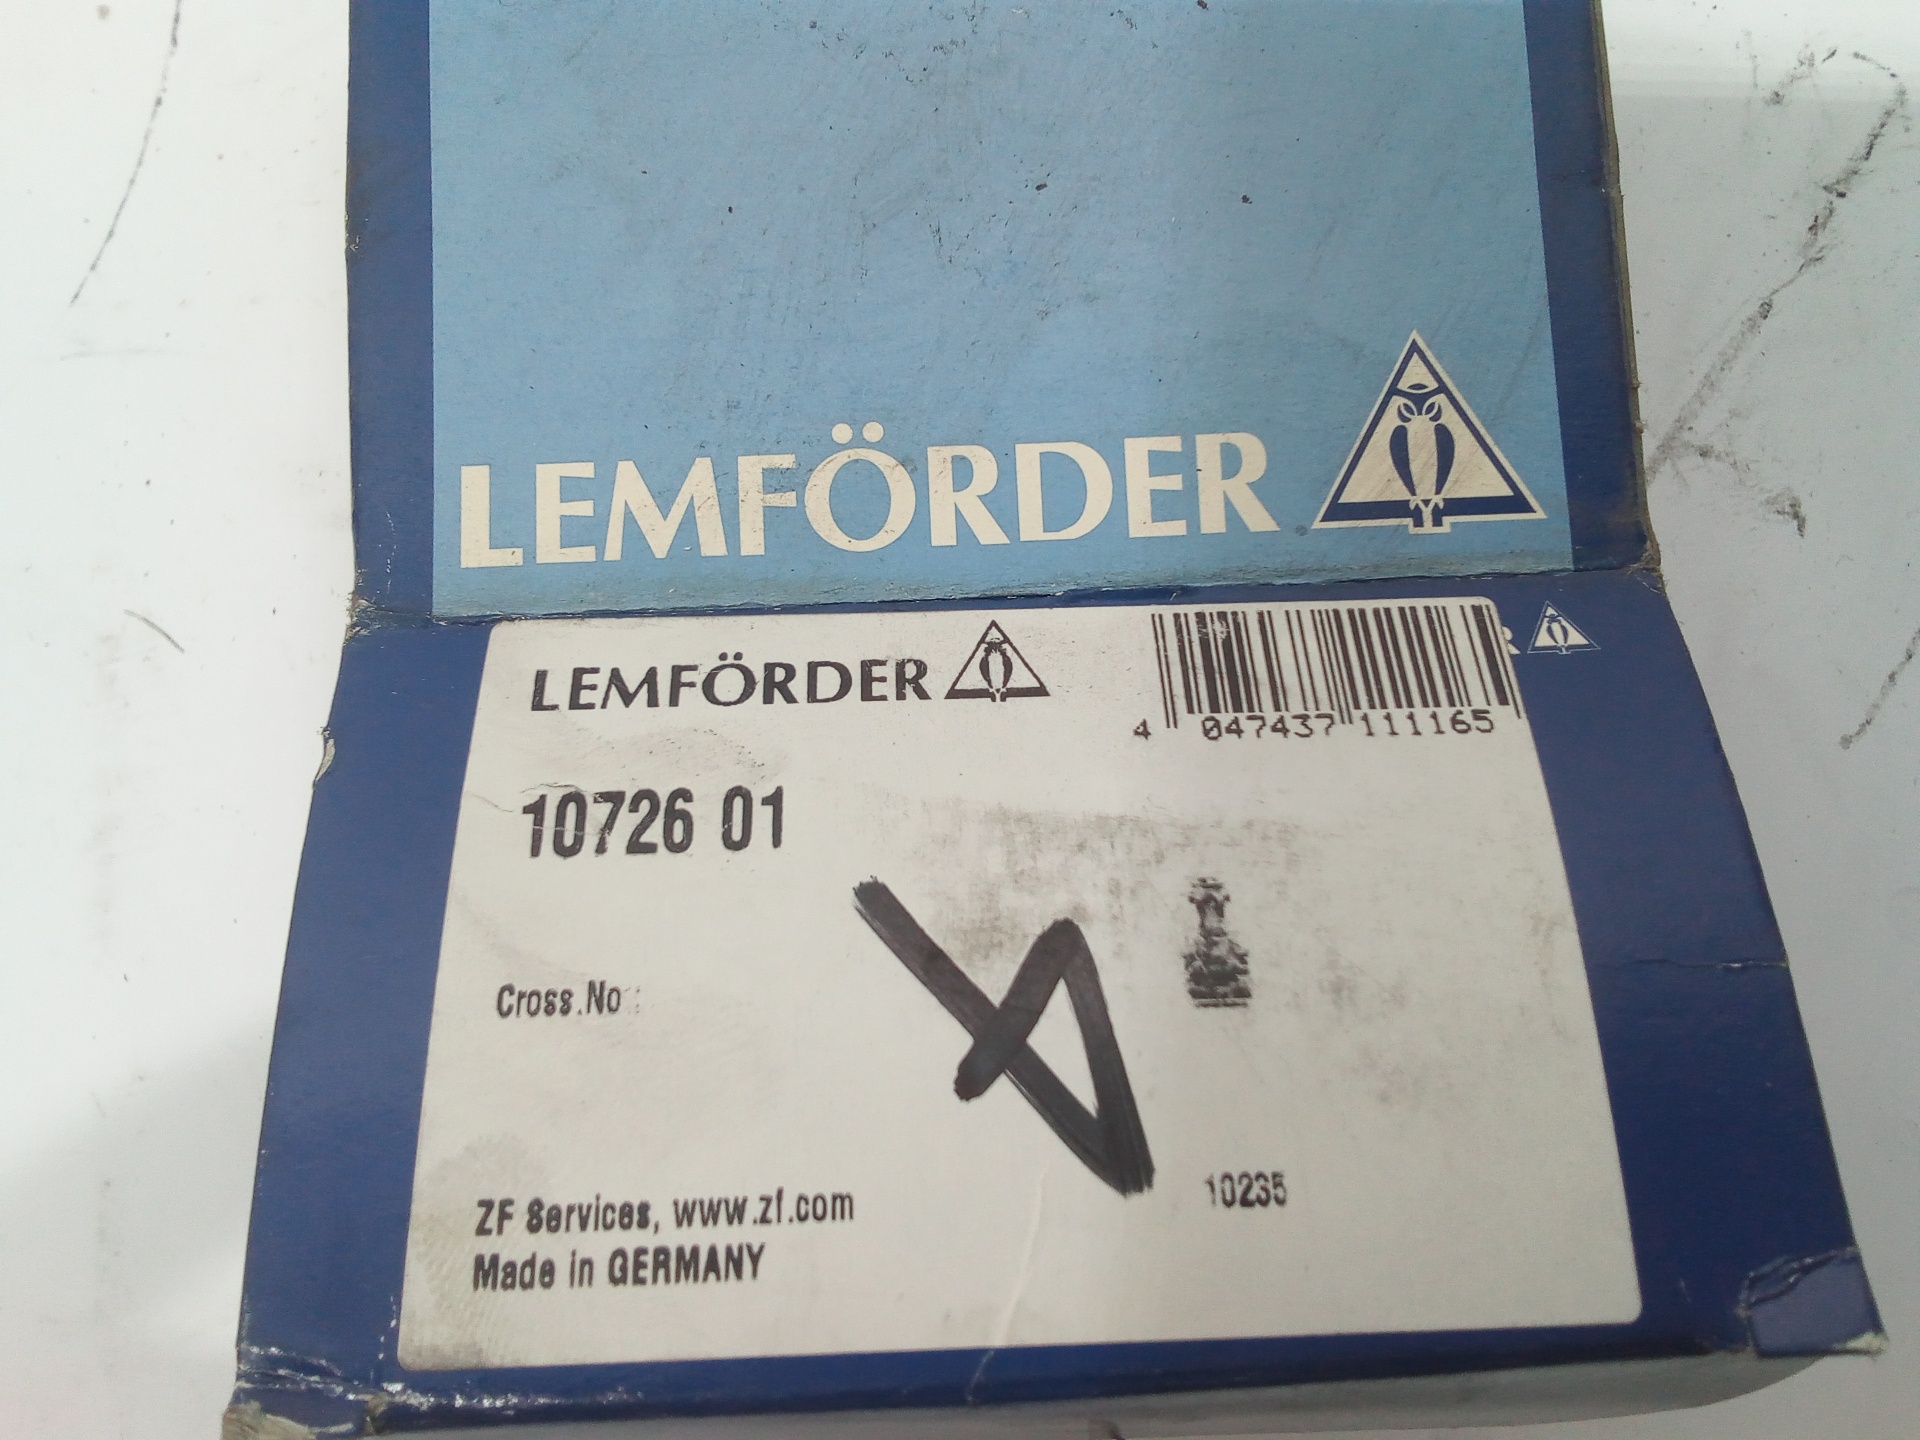 LEMFÖRDER
R
LEMFÖRDER
4 047437 111165
10726 01
Cross.No :
10235
ZF Services, www.zf.com
Made in GERMANY